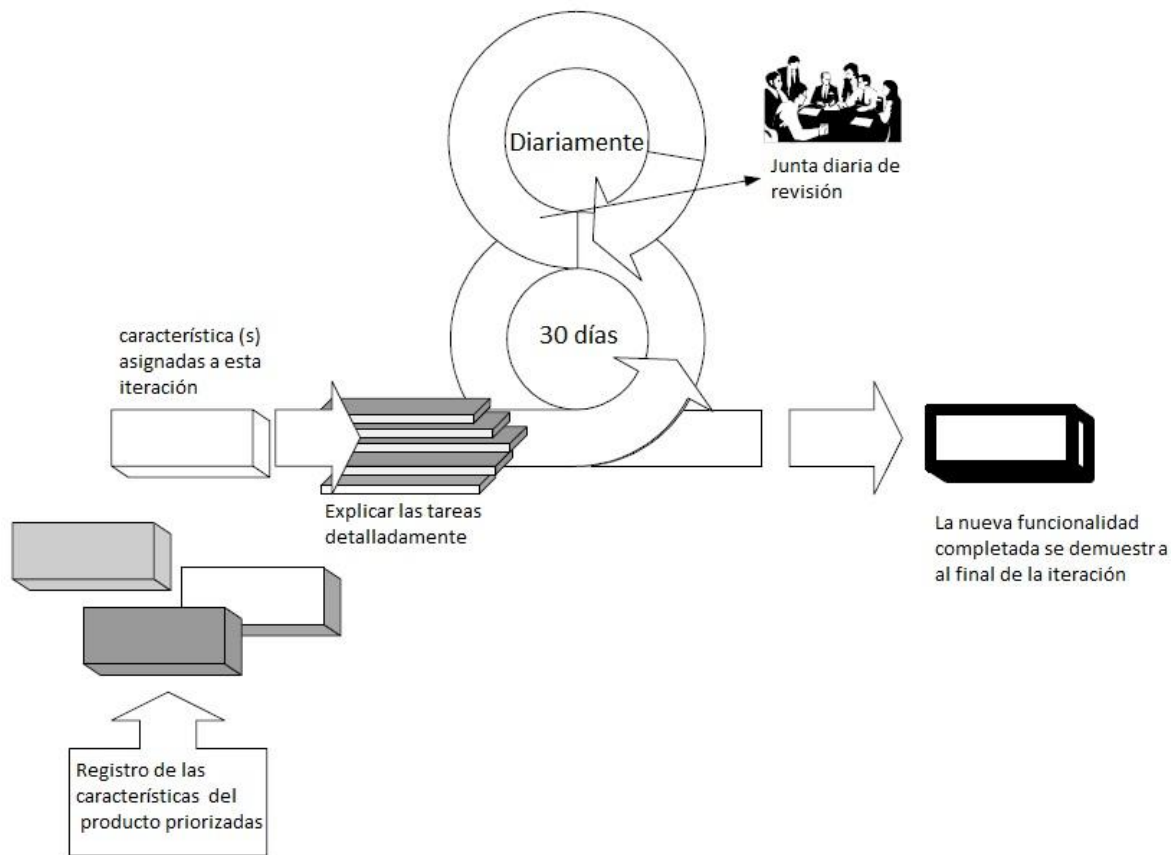 Diariamente
Junta diaria de
revisión
30 días
característica (s)
asignadas a esta
iteración
Explicar las tareas
detalladamente
La nueva funcionalidad
completada se demuestra
al final de la iteración
Registro de las
características del
producto priorizadas